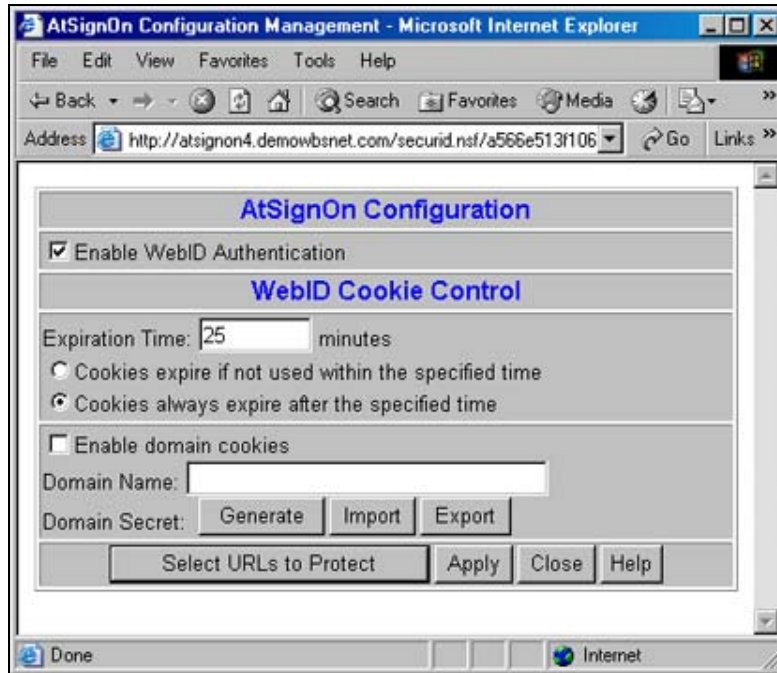 AtSignOn Configuration Management - Microsoft Internet Explorer
File Edit View Favorites Tools Help
Back Search Favorites Media »
Address http://atsignon4.demowbsnet.com/securid.nsf/a566e513f106 Go Links »
AtSignOn Configuration
Enable WebID Authentication
WebID Cookie Control
Expiration Time: 25 minutes
Cookies expire if not used within the specified time
Cookies always expire after the specified time
Enable domain cookies
Domain Name:
Domain Secret: Generate Import Export
Select URLs to Protect Apply Close Help
Done Internet